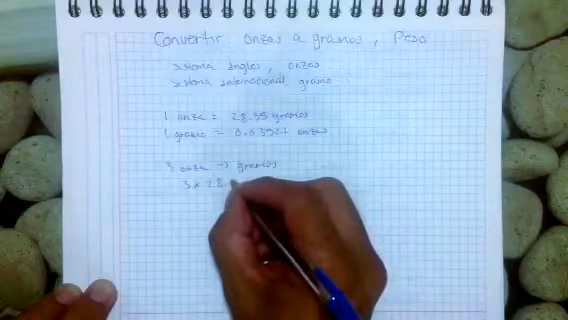 Convertir onzas a gramos, Peso
sistema ingles, onzas
sistema internacional, gramo
1 onza = 28.35 gramos
1 gramo = 0.03527 onzas
3 onza -> gramos
3 x 28.